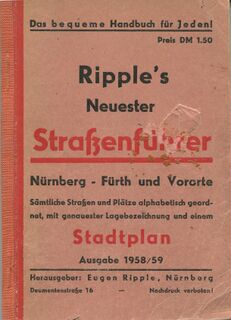 Das bequeme Handbuch für Jeden!
Preis DM 1.50
Ripple's
Neuester
Straßenführer
Nürnberg - Fürth und Vororte
Sämtliche Straßen und Plätze alphabetisch geord-
net, mit genauester Lagebezeichnung und einem
Stadtplan
Ausgabe 1958/59
Herausgeber: Eugen Ripple, Nürnberg
Deumentenstraße 16 — Nachdruck verboten!